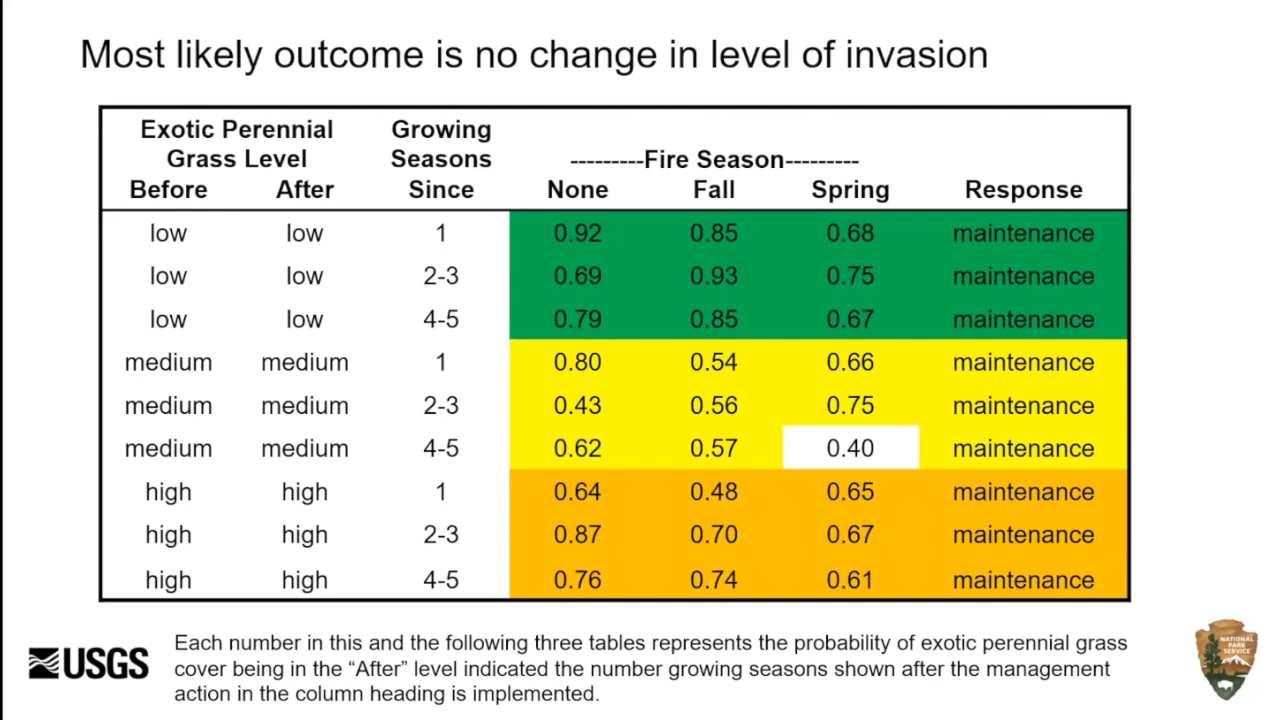 Most likely outcome is no change in level of invasion
Exotic Perennial Growing
Grass Level Seasons ---------Fire Season---------
Before After Since None Fall Spring Response
low low 1 0.92 0.85 0.68 maintenance
low low 2-3 0.69 0.93 0.75 maintenance
low low 4-5 0.79 0.85 0.67 maintenance
medium medium 1 0.80 0.54 0.66 maintenance
medium medium 2-3 0.43 0.56 0.75 maintenance
medium medium 4-5 0.62 0.57 0.40 maintenance
high high 1 0.64 0.48 0.65 maintenance
high high 2-3 0.87 0.70 0.67 maintenance
high high 4-5 0.76 0.74 0.61 maintenance
USGS
Each number in this and the following three tables represents the probability of exotic perennial grass
cover being in the “After” level indicated the number growing seasons shown after the management
action in the column heading is implemented.
NATIONAL
PARK
SERVICE